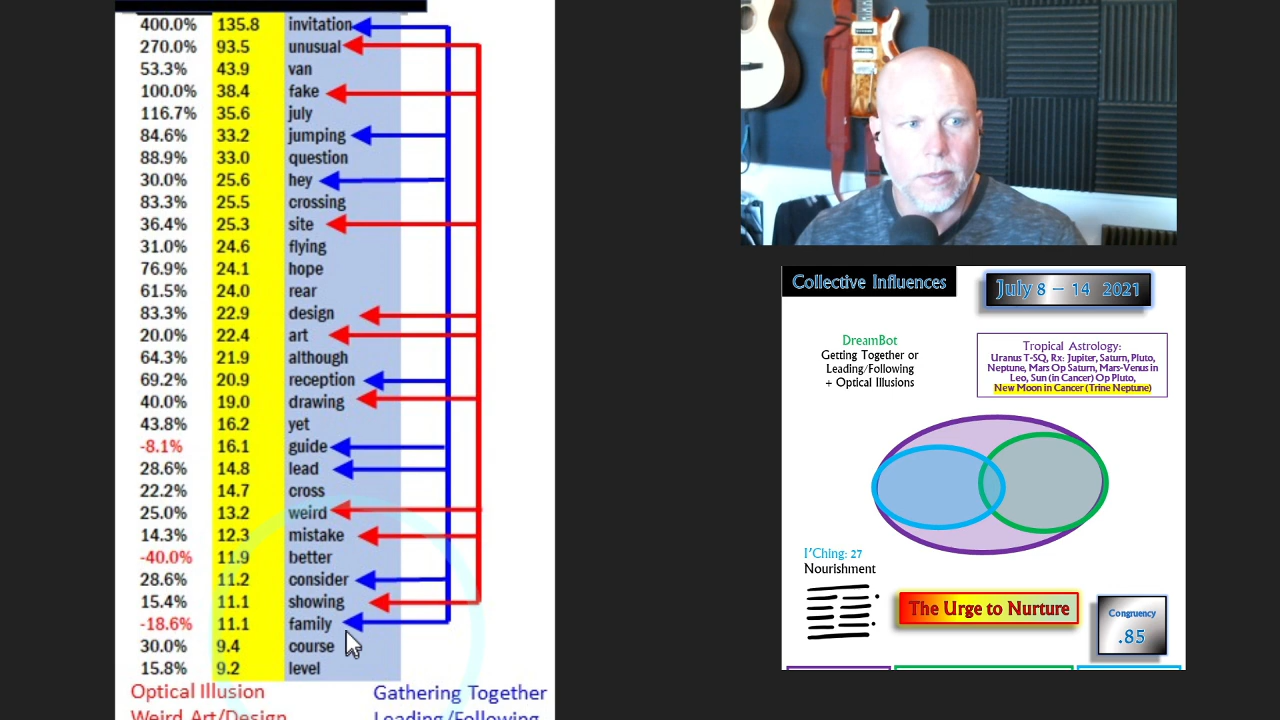 400.0% 135.8 invitation
270.0% 93.5 unusual
53.3% 43.9 van
100.0% 38.4 fake
116.7% 35.6 july
84.6% 33.2 jumping
88.9% 33.0 question
30.0% 25.6 hey
83.3% 25.5 crossing
36.4% 25.3 site
31.0% 24.6 flying
76.9% 24.1 hope
61.5% 24.0 rear
83.3% 22.9 design
20.0% 22.4 art
64.3% 21.9 although
69.2% 20.9 reception
40.0% 19.0 drawing
43.8% 16.2 yet
-8.1% 16.1 guide
28.6% 14.8 lead
22.2% 14.7 cross
25.0% 13.2 weird
14.3% 12.3 mistake
-40.0% 11.9 better
28.6% 11.2 consider
15.4% 11.1 showing
-18.6% 11.1 family
30.0% 9.4 course
15.8% 9.2 level
Optical Illusion
Weird Art/Design
Gathering Together
Leading/Following
Collective Influences
July 8 – 14 2021
DreamBot
Getting Together or
Leading/Following
+ Optical Illusions
Tropical Astrology:
Uranus T-SQ, Rx: Jupiter, Saturn, Pluto,
Neptune, Mars Op Saturn, Mars-Venus in
Leo, Sun (in Cancer) Op Pluto,
New Moon in Cancer (Trine Neptune)
I'Ching: 27
Nourishment
The Urge to Nurture
Congruency
.85